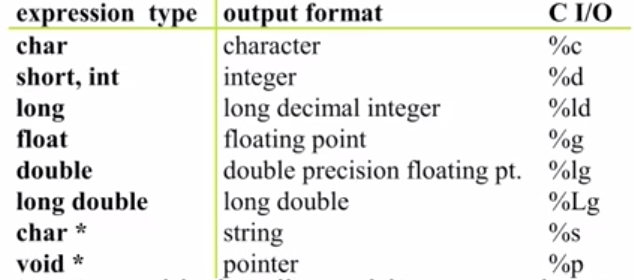 expression type output format C I/O
char character %c
short, int integer %d
long long decimal integer %ld
float floating point %g
double double precision floating pt. %lg
long double long double %Lg
char * string %s
void * pointer %p